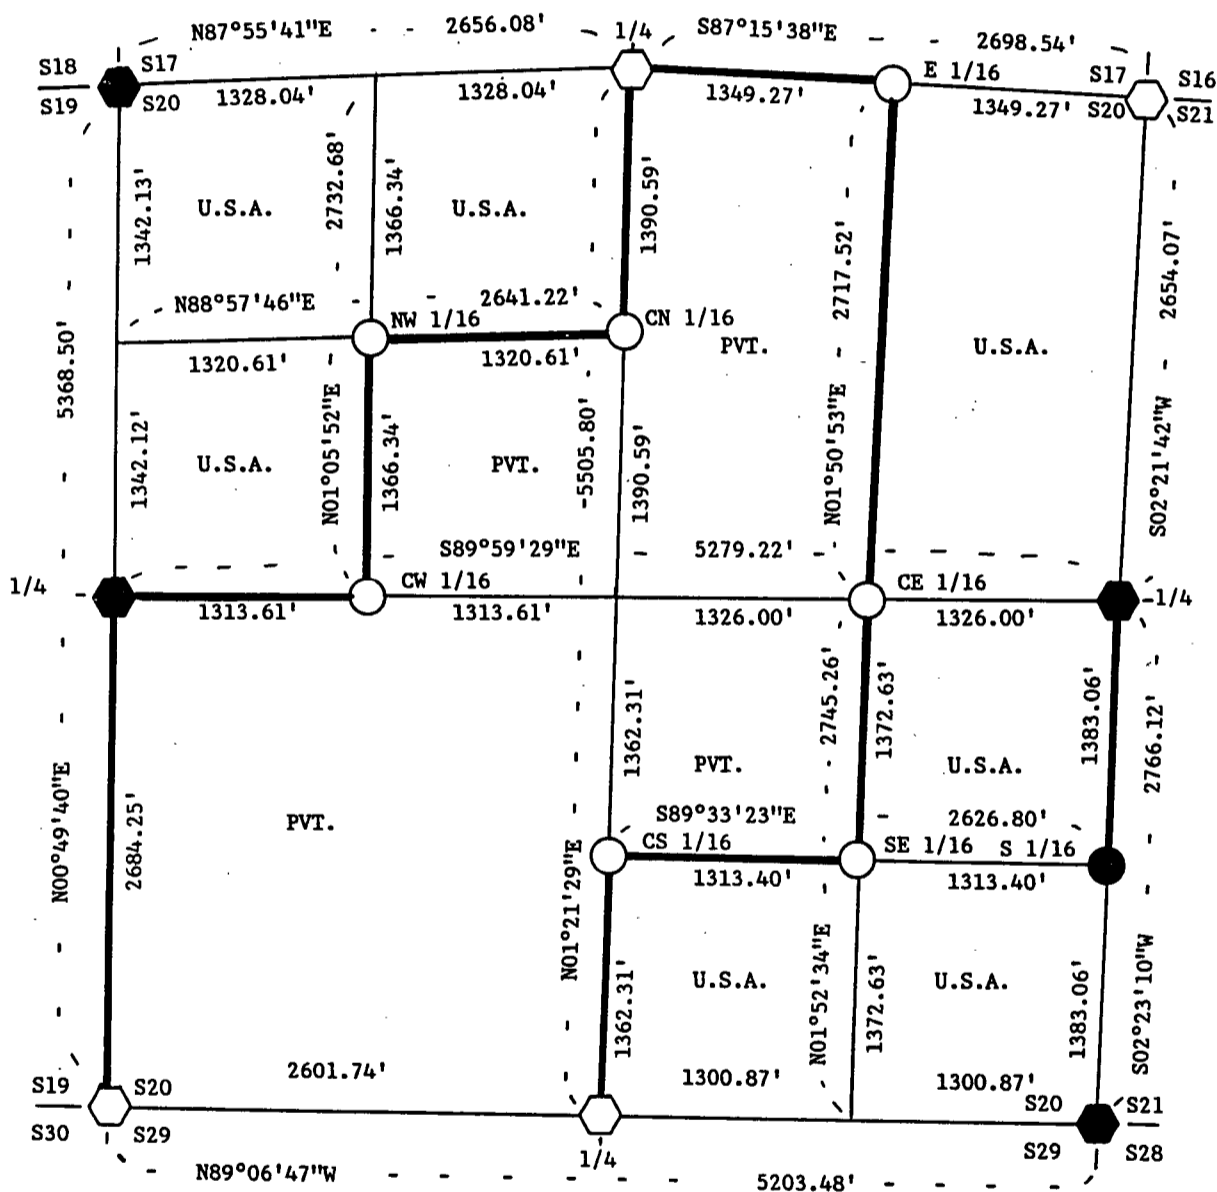 N87°55'41"E - 2656.08' 1/4 S87°15'38"E - - 2698.54'
S18 S17 E 1/16 S17 S16
S19 S20 1328.04' 1328.04' 1349.27' 1349.27' S20 S21
1342.13' 2732.68' 1366.34' 1390.59' 2717.52' 2654.07'
U.S.A. U.S.A.
N88°57'46"E - - 2641.22'
NW 1/16 CN 1/16
5368.50' PVT. U.S.A.
1320.61' 1320.61'
1342.12' N01°05'52"E 1366.34' 5505.80' 1390.59' N01°50'53"E S02°21'42"W
U.S.A. PVT.
S89°59'29"E 5279.22'
1/4 CW 1/16 CE 1/16 1/4
1313.61' 1313.61' 1326.00' 1326.00'
1362.31' 2745.26' 1372.63' 1383.06' 2766.12'
PVT. U.S.A.
N00°49'40"E 2684.25' PVT.
S89°33'23"E 2626.80'
CS 1/16 SE 1/16 S 1/16
1313.40' 1313.40'
N01°21'29"E 1362.31' N01°52'34"E 1372.63' 1383.06' S02°23'10"W
U.S.A. U.S.A.
2601.74' 1300.87' 1300.87'
S19 S20 S20 S21
S30 S29 S29 S28
1/4
N89°06'47"W - - - - - - 5203.48'